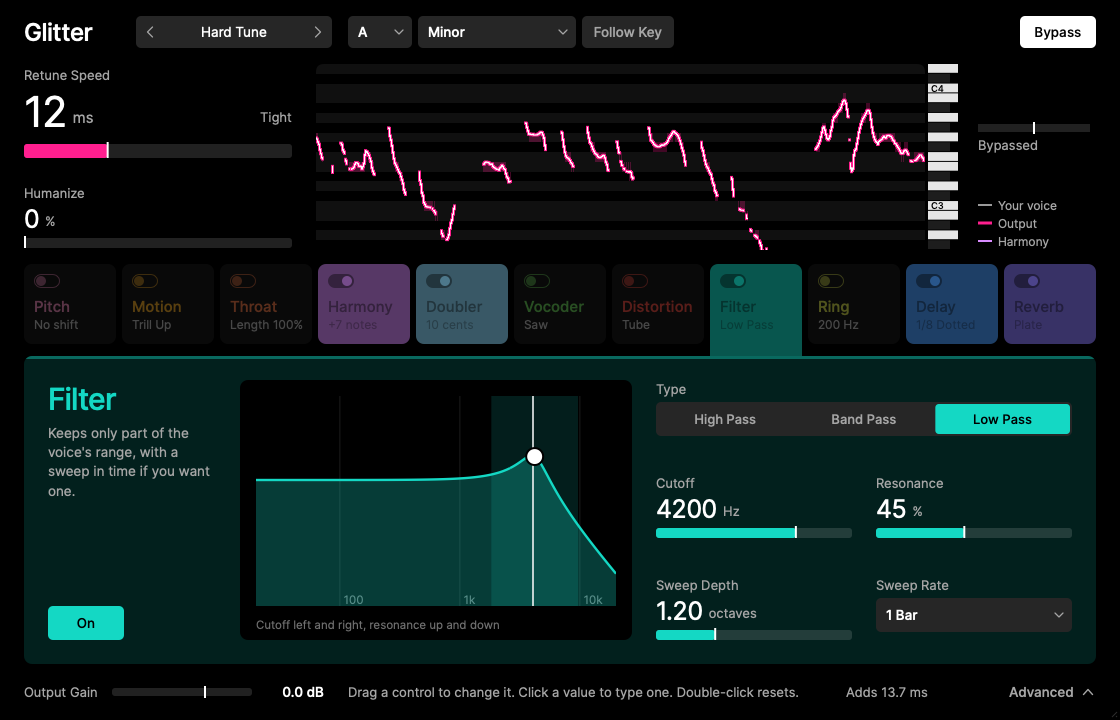 Glitter
Hard Tune
A
Minor
Follow Key
Bypass
Retune Speed
12 ms
Tight
Humanize
0 %
C4
C3
Bypassed
Your voice
Output
Harmony
Pitch
No shift
Motion
Trill Up
Throat
Length 100%
Harmony
+7 notes
Doubler
10 cents
Vocoder
Saw
Distortion
Tube
Filter
Low Pass
Ring
200 Hz
Delay
1/8 Dotted
Reverb
Plate
Filter
Keeps only part of the
voice's range, with a
sweep in time if you want
one.
On
100
1k
10k
Cutoff left and right, resonance up and down
Type
High Pass
Band Pass
Low Pass
Cutoff
4200 Hz
Resonance
45 %
Sweep Depth
1.20 octaves
Sweep Rate
1 Bar
Output Gain
0.0 dB
Drag a control to change it. Click a value to type one. Double-click resets.
Adds 13.7 ms
Advanced